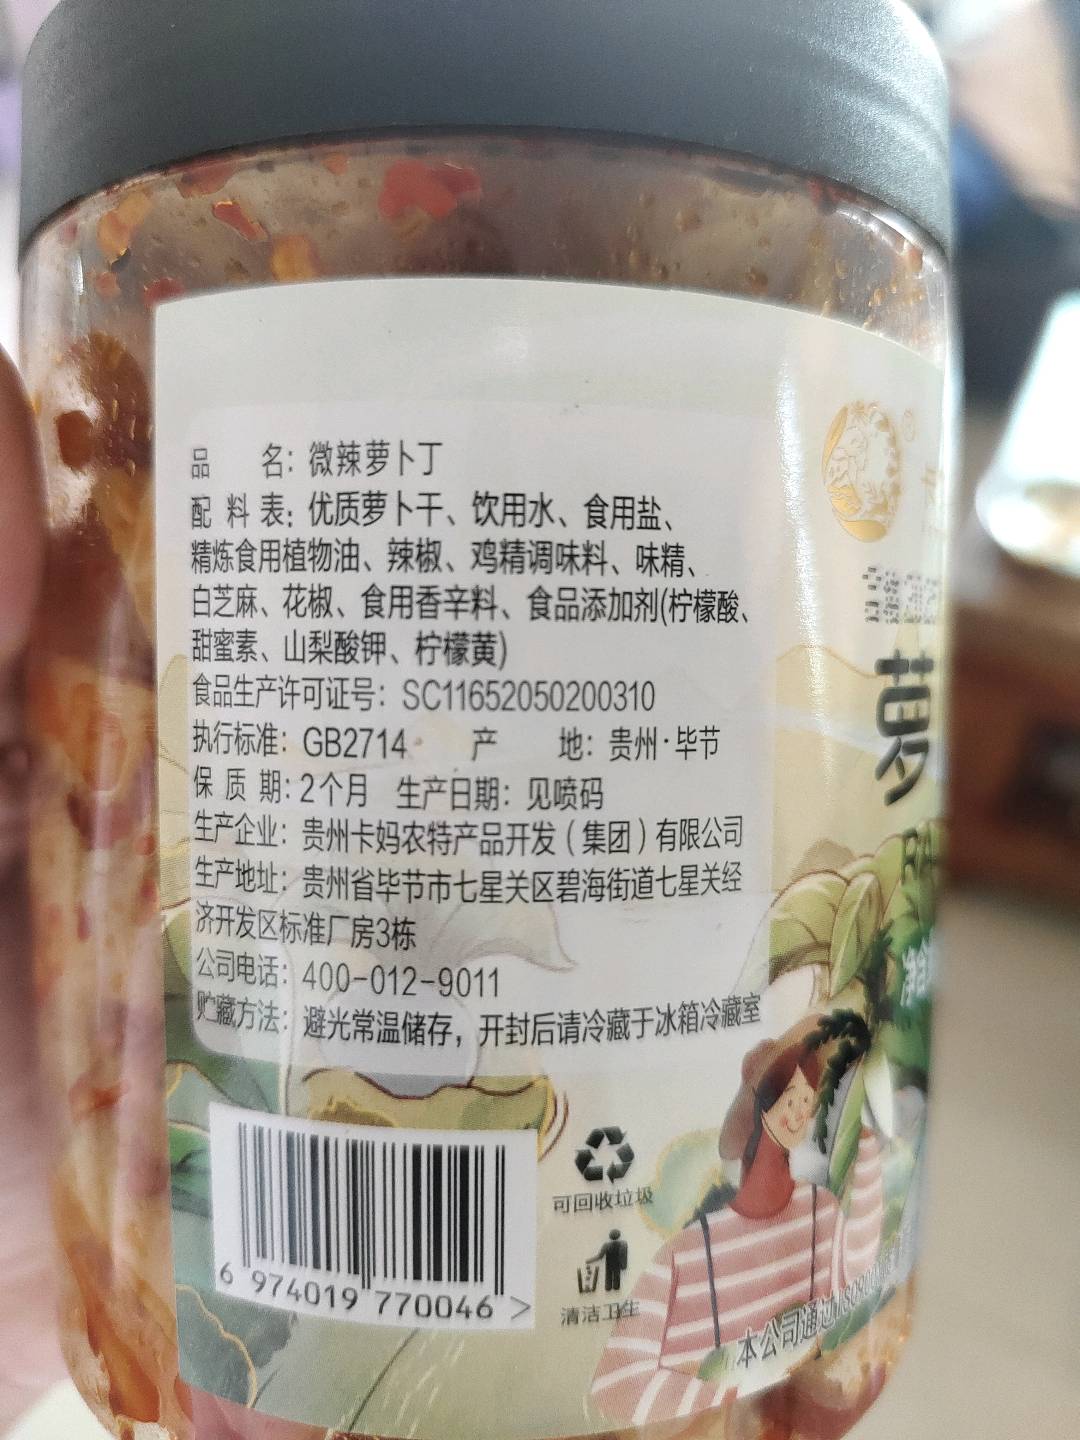 品 名：微辣萝卜丁
配 料 表：优质萝卜干、饮用水、食用盐、
精炼食用植物油、辣椒、鸡精调味料、味精、
白芝麻、花椒、食用香辛料、食品添加剂(柠檬酸、
甜蜜素、山梨酸钾、柠檬黄)
食品生产许可证号：SC11652050200310
执行标准：GB2714 产 地：贵州·毕节
保 质 期：2个月 生产日期：见喷码
生产企业：贵州卡妈农特产品开发（集团）有限公司
生产地址：贵州省毕节市七星关区碧海街道七星关经
济开发区标准厂房3栋
公司电话：400-012-9011
贮藏方法：避光常温储存，开封后请冷藏于冰箱冷藏室
6 974019 770046 >
可回收垃圾
清洁卫生
萝
本公司通过